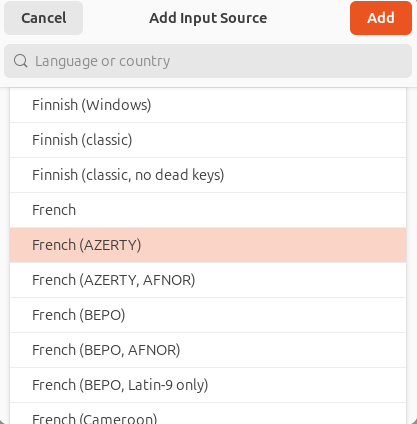 Cancel Add Input Source Add
Language or country
Finnish (Windows)
Finnish (classic)
Finnish (classic, no dead keys)
French
French (AZERTY)
French (AZERTY, AFNOR)
French (BEPO)
French (BEPO, AFNOR)
French (BEPO, Latin-9 only)
French (Cameroon)